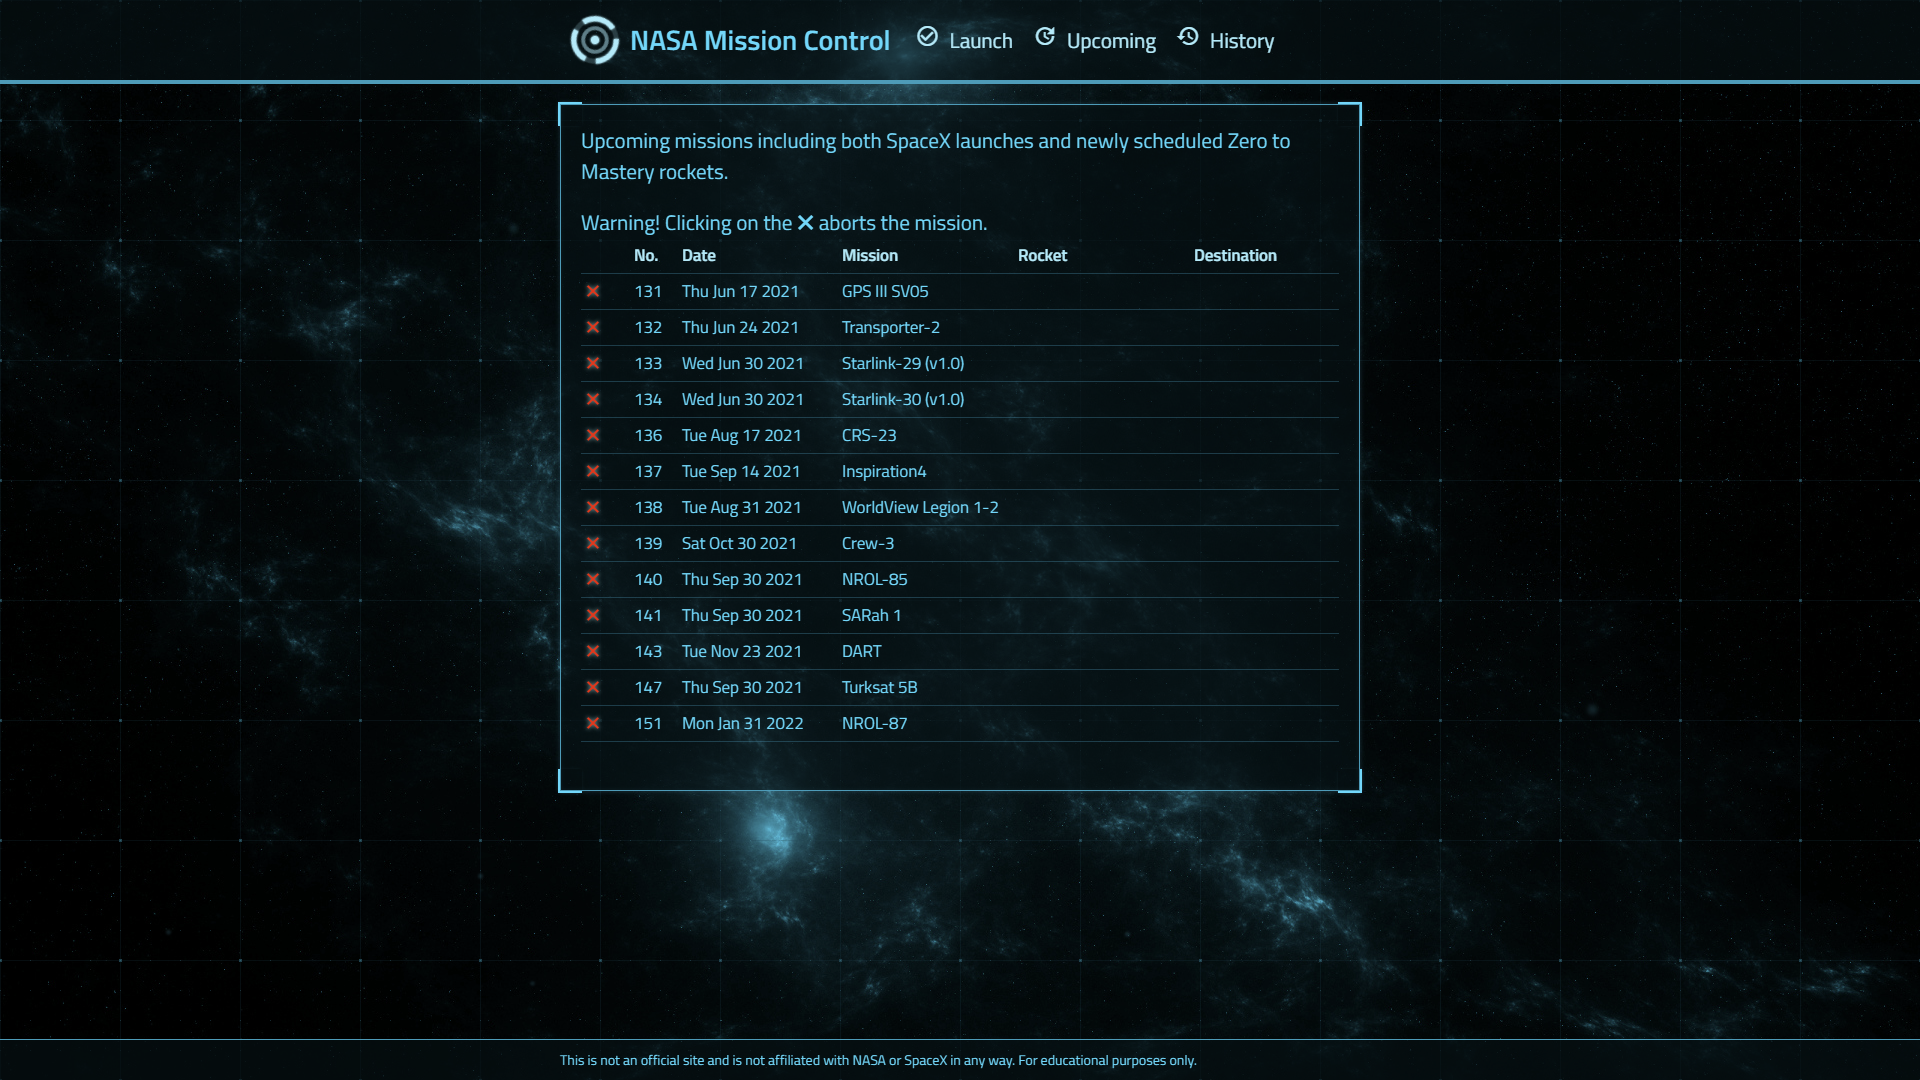 NASA Mission Control Launch Upcoming History
Upcoming missions including both SpaceX launches and newly scheduled Zero to
Mastery rockets.
Warning! Clicking on the ✕ aborts the mission.
No. Date Mission Rocket Destination
✕ 131 Thu Jun 17 2021 GPS III SV05
✕ 132 Thu Jun 24 2021 Transporter-2
✕ 133 Wed Jun 30 2021 Starlink-29 (v1.0)
✕ 134 Wed Jun 30 2021 Starlink-30 (v1.0)
✕ 136 Tue Aug 17 2021 CRS-23
✕ 137 Tue Sep 14 2021 Inspiration4
✕ 138 Tue Aug 31 2021 WorldView Legion 1-2
✕ 139 Sat Oct 30 2021 Crew-3
✕ 140 Thu Sep 30 2021 NROL-85
✕ 141 Thu Sep 30 2021 SARah 1
✕ 143 Tue Nov 23 2021 DART
✕ 147 Thu Sep 30 2021 Turksat 5B
✕ 151 Mon Jan 31 2022 NROL-87
This is not an official site and is not affiliated with NASA or SpaceX in any way. For educational purposes only.